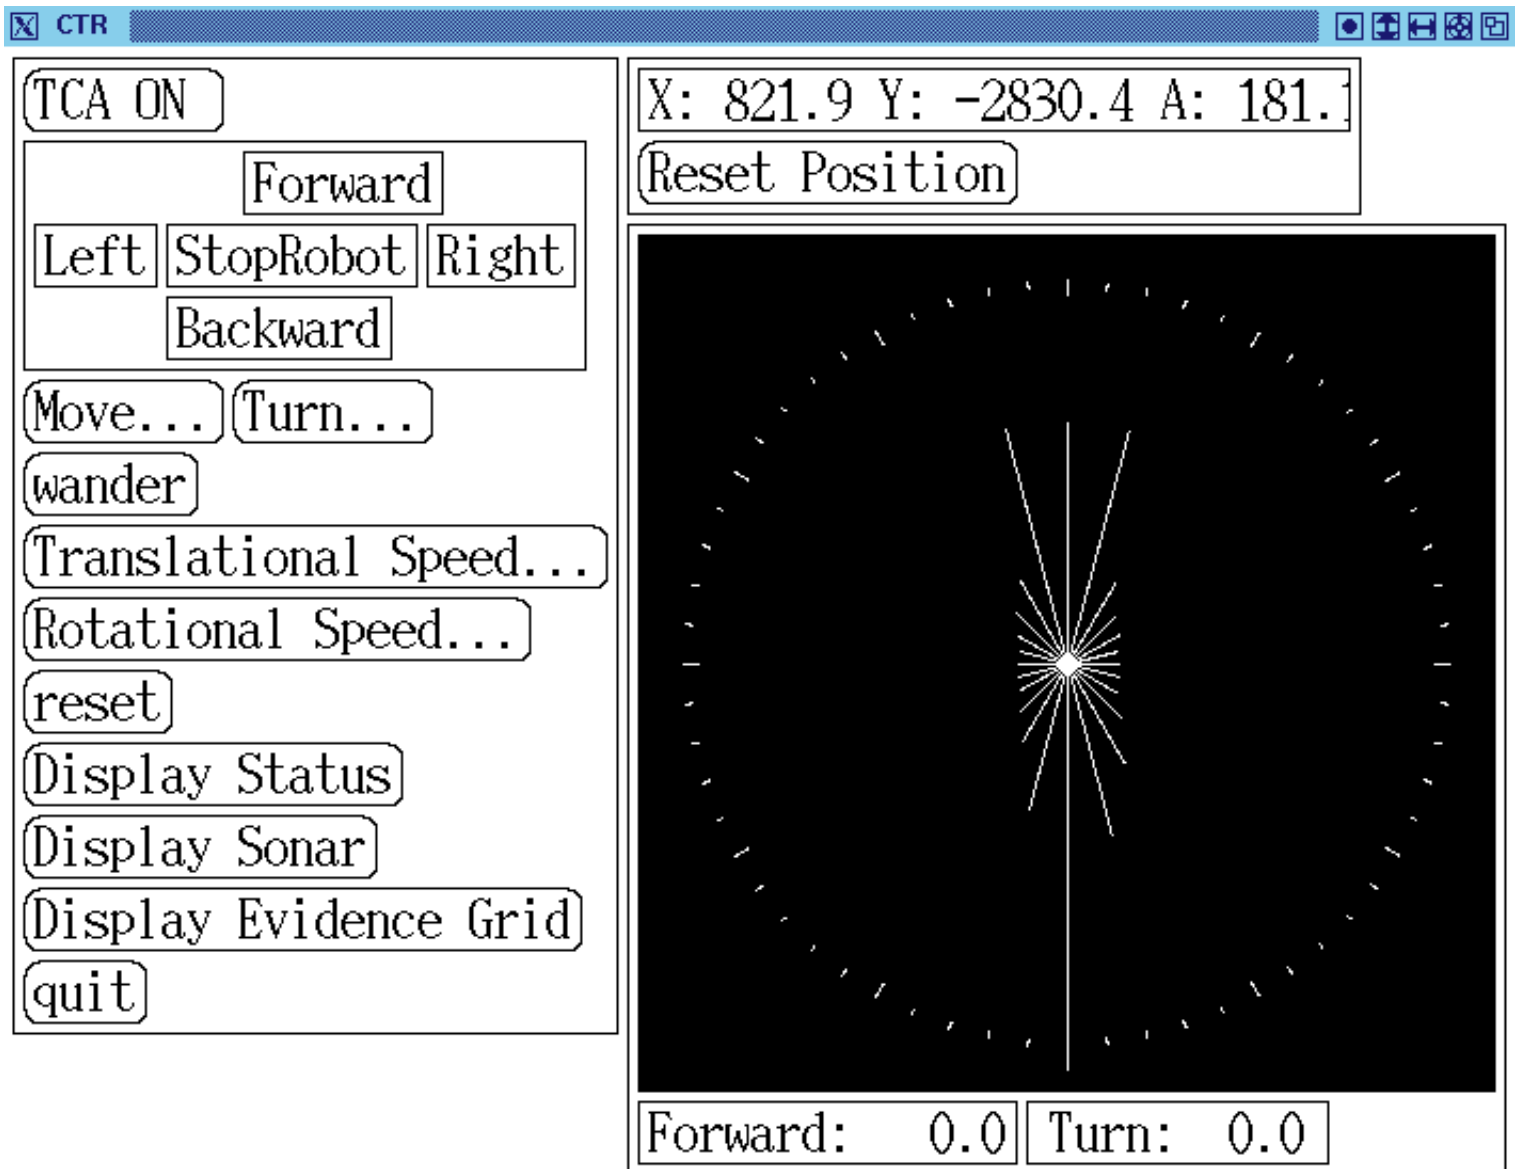 CTR
TCA ON
Forward
Left StopRobot Right
Backward
Move... Turn...
wander
Translational Speed...
Rotational Speed...
reset
Display Status
Display Sonar
Display Evidence Grid
quit
X: 821.9 Y: -2830.4 A: 181.1
Reset Position
Forward: 0.0 Turn: 0.0